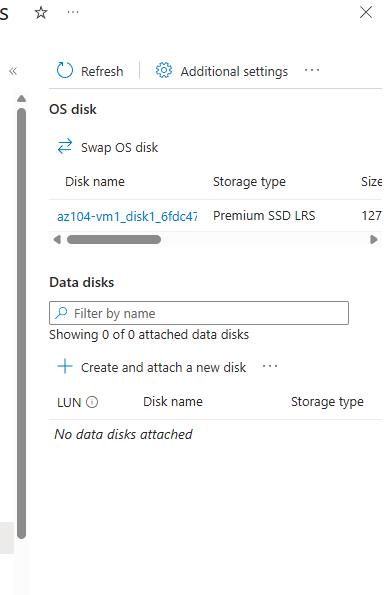 s
Refresh
Additional settings
OS disk
Swap OS disk
Disk name Storage type Size
az104-vm1_disk1_6fdc47 Premium SSD LRS 127
Data disks
Filter by name
Showing 0 of 0 attached data disks
Create and attach a new disk
LUN Disk name Storage type
No data disks attached